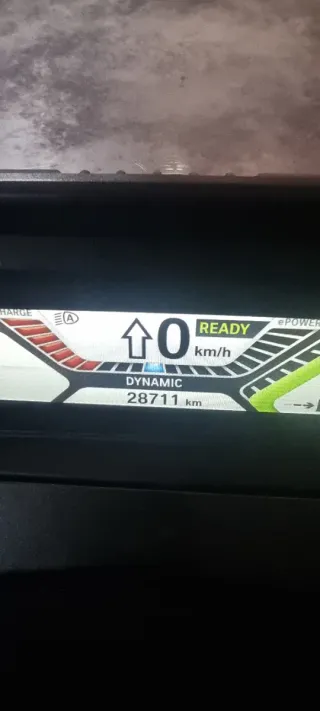 HARGE
A
ePOWER
READY
0 km/h
DYNAMIC
28711 km